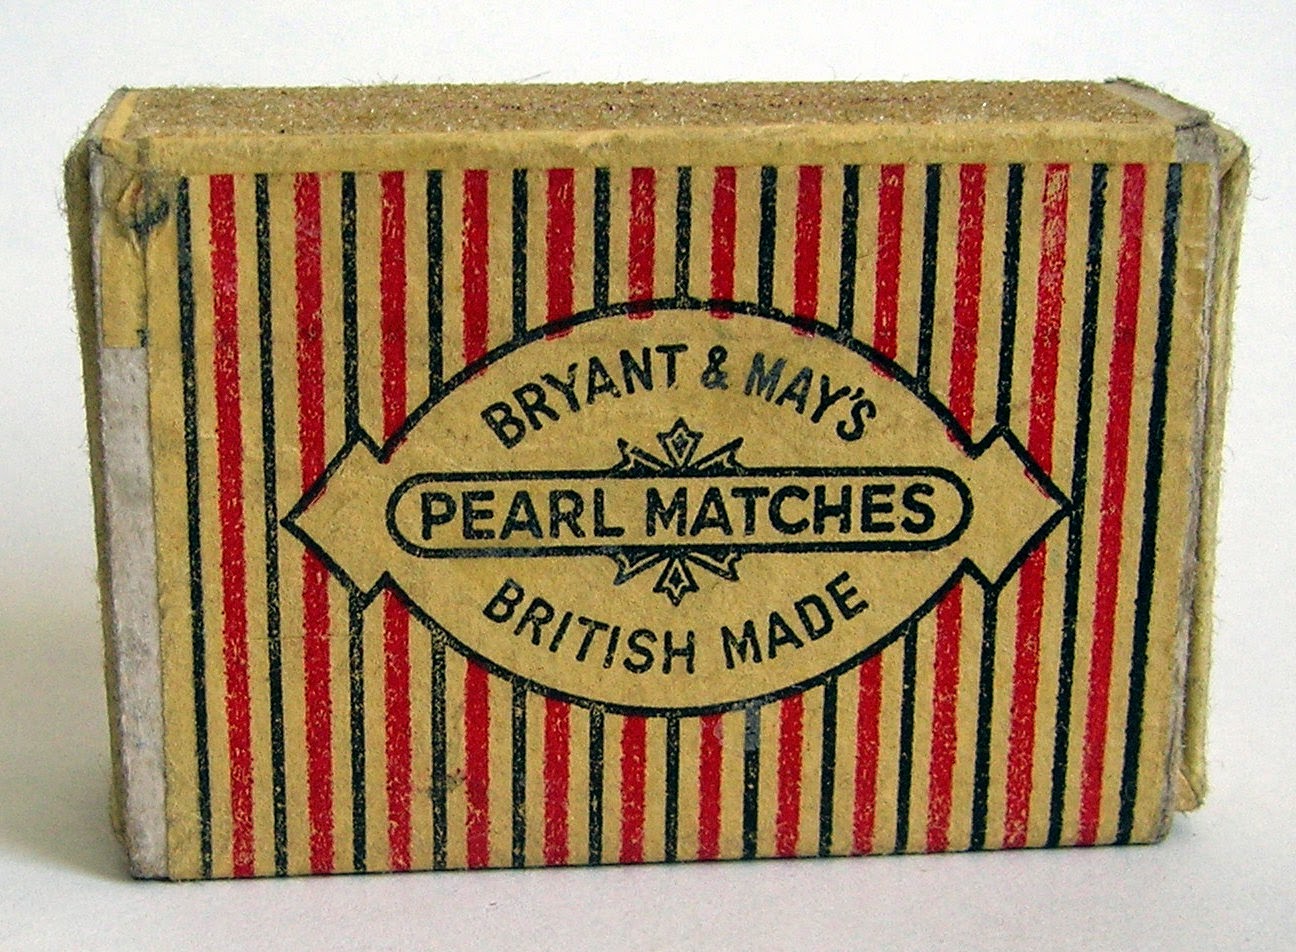 BRYANT & MAY'S
PEARL MATCHES
BRITISH MADE